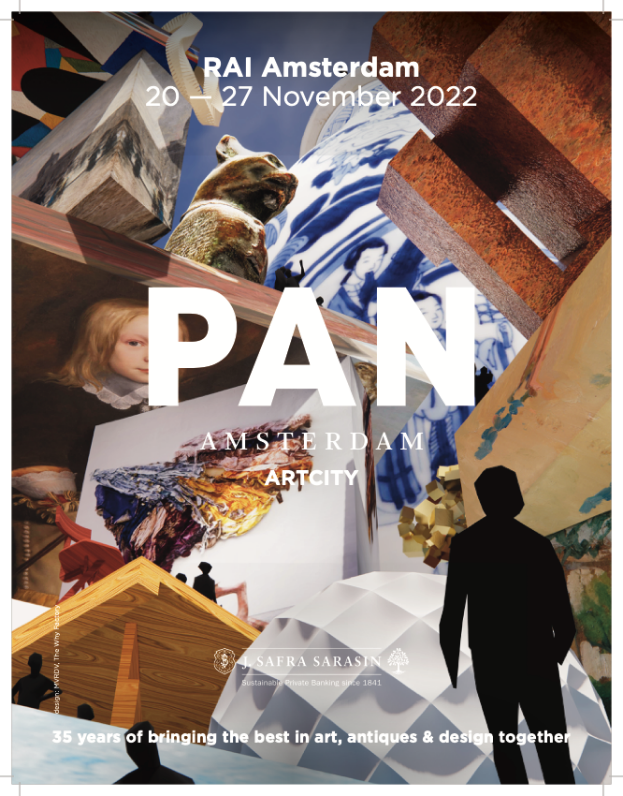 RAI Amsterdam
20 — 27 November 2022
PAN
AMSTERDAM
ARTCITY
J. SAFRA SARASIN
Sustainable Private Banking since 1841
design: MVRDV, The Why Factory
35 years of bringing the best in art, antiques & design together